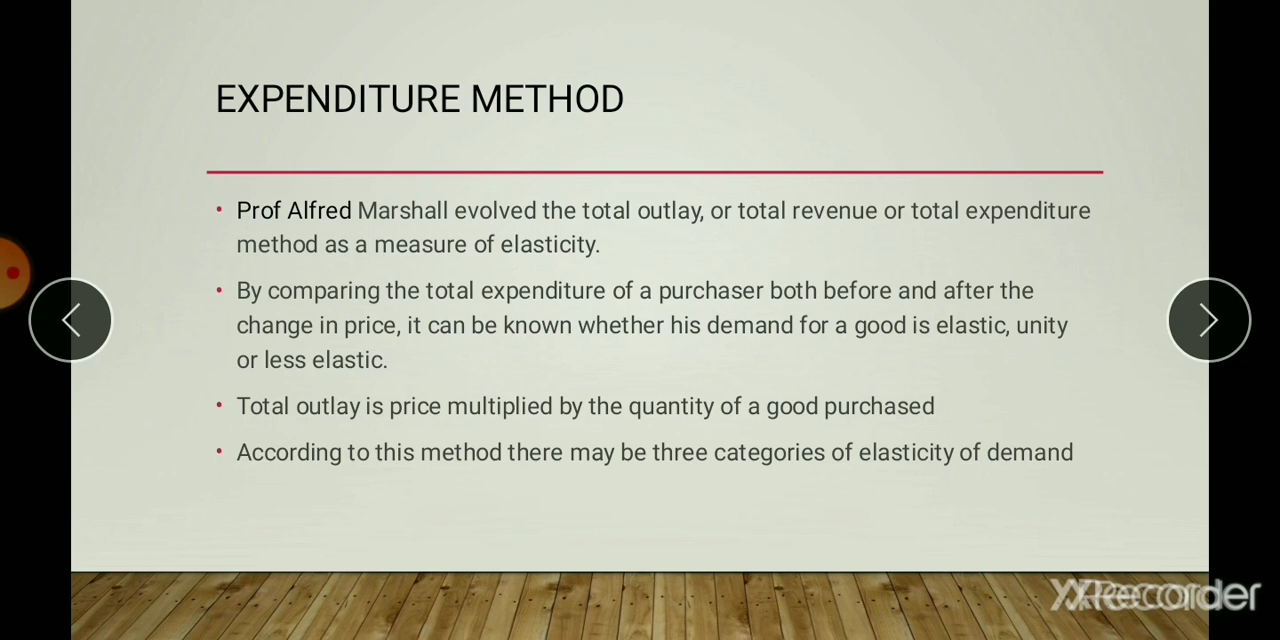 EXPENDITURE METHOD
• Prof Alfred Marshall evolved the total outlay, or total revenue or total expenditure
method as a measure of elasticity.
• By comparing the total expenditure of a purchaser both before and after the
change in price, it can be known whether his demand for a good is elastic, unity
or less elastic.
• Total outlay is price multiplied by the quantity of a good purchased
• According to this method there may be three categories of elasticity of demand
XRecorder